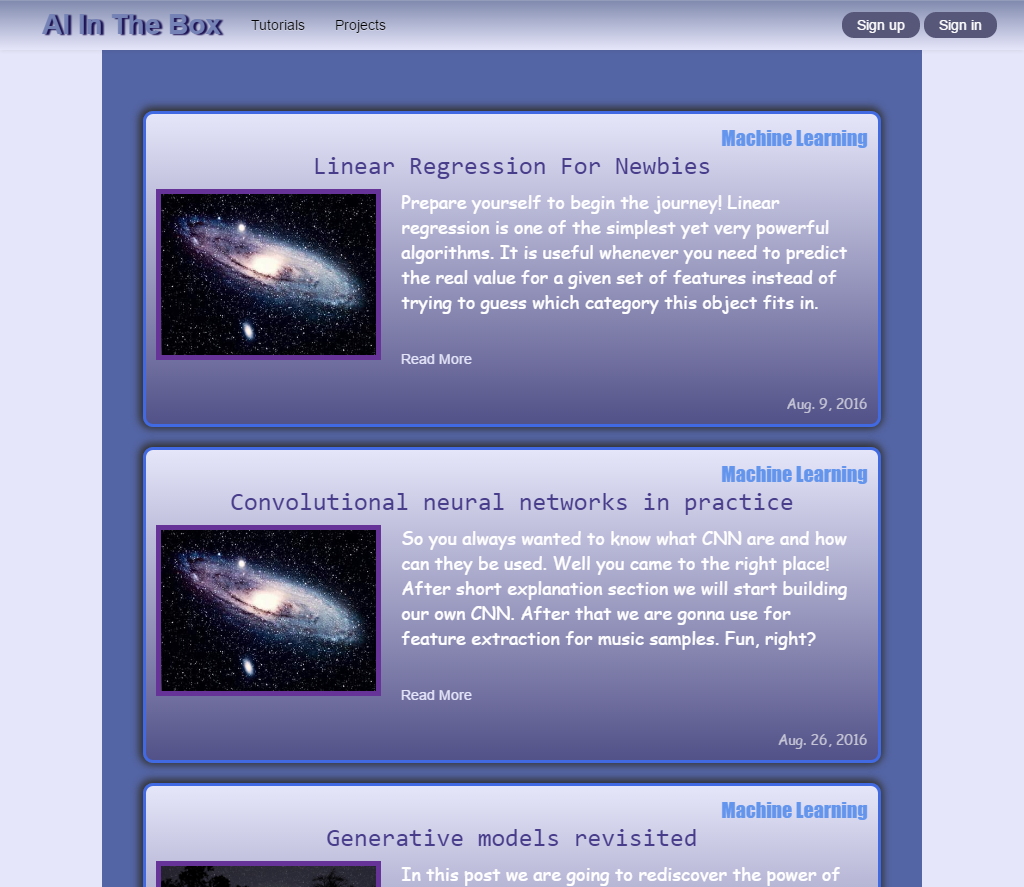 AI In The Box
Tutorials
Projects
Sign up
Sign in
Machine Learning
Linear Regression For Newbies
Prepare yourself to begin the journey! Linear
regression is one of the simplest yet very powerful
algorithms. It is useful whenever you need to predict
the real value for a given set of features instead of
trying to guess which category this object fits in.
Read More
Aug. 9, 2016
Machine Learning
Convolutional neural networks in practice
So you always wanted to know what CNN are and how
can they be used. Well you came to the right place!
After short explanation section we will start building
our own CNN. After that we are gonna use for
feature extraction for music samples. Fun, right?
Read More
Aug. 26, 2016
Machine Learning
Generative models revisited
In this post we are going to rediscover the power of